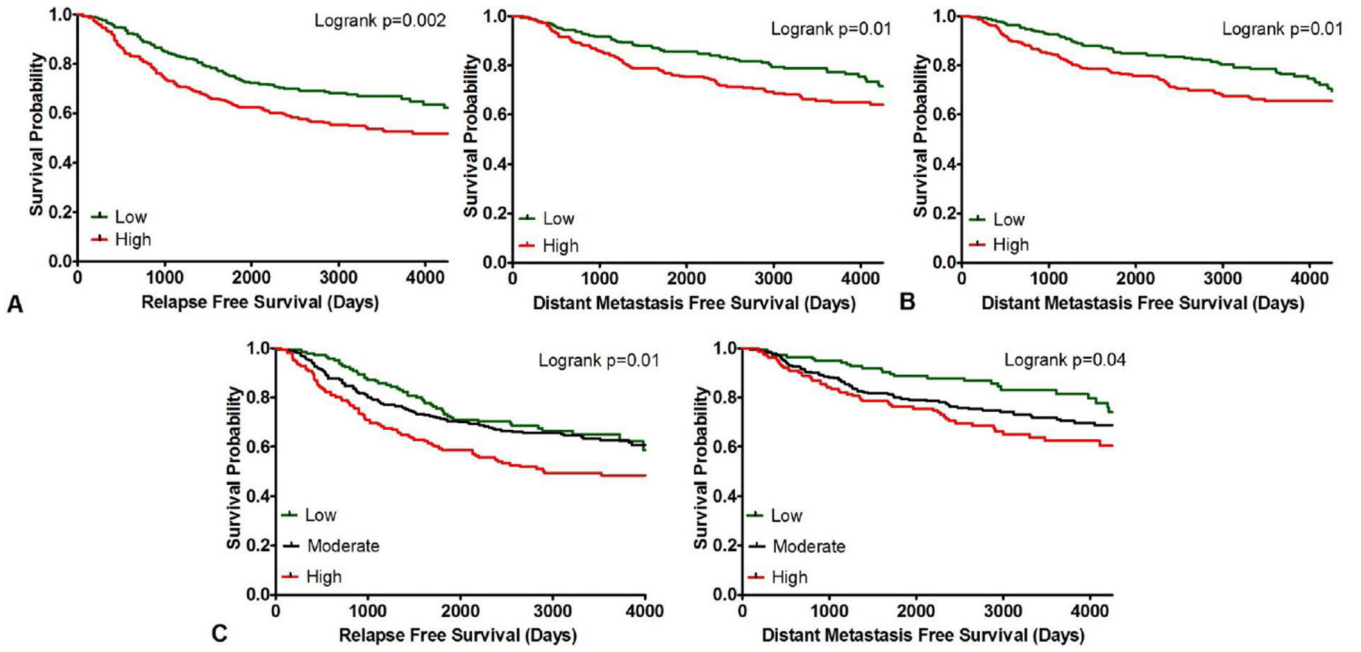 Logrank p=0.002
Survival Probability
1.0
0.8
0.6
0.4
0.2
0.0
Low
High
0 1000 2000 3000 4000
Relapse Free Survival (Days)
A
Logrank p=0.01
Survival Probability
1.0
0.8
0.6
0.4
0.2
0.0
Low
High
0 1000 2000 3000 4000
Distant Metastasis Free Survival (Days)
Logrank p=0.01
Survival Probability
1.0
0.8
0.6
0.4
0.2
0.0
Low
High
0 1000 2000 3000 4000
Distant Metastasis Free Survival (Days)
B
Logrank p=0.01
Survival Probability
1.0
0.8
0.6
0.4
0.2
0.0
Low
Moderate
High
0 1000 2000 3000 4000
Relapse Free Survival (Days)
C
Logrank p=0.04
Survival Probability
1.0
0.8
0.6
0.4
0.2
0.0
Low
Moderate
High
0 1000 2000 3000 4000
Distant Metastasis Free Survival (Days)